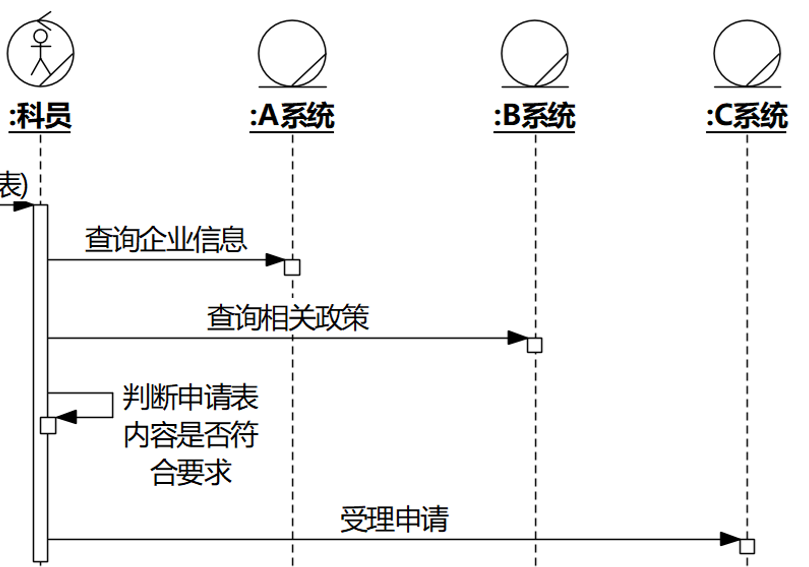 :科员
:A系统
:B系统
:C系统
表)
查询企业信息
查询相关政策
判断申请表
内容是否符
合要求
受理申请